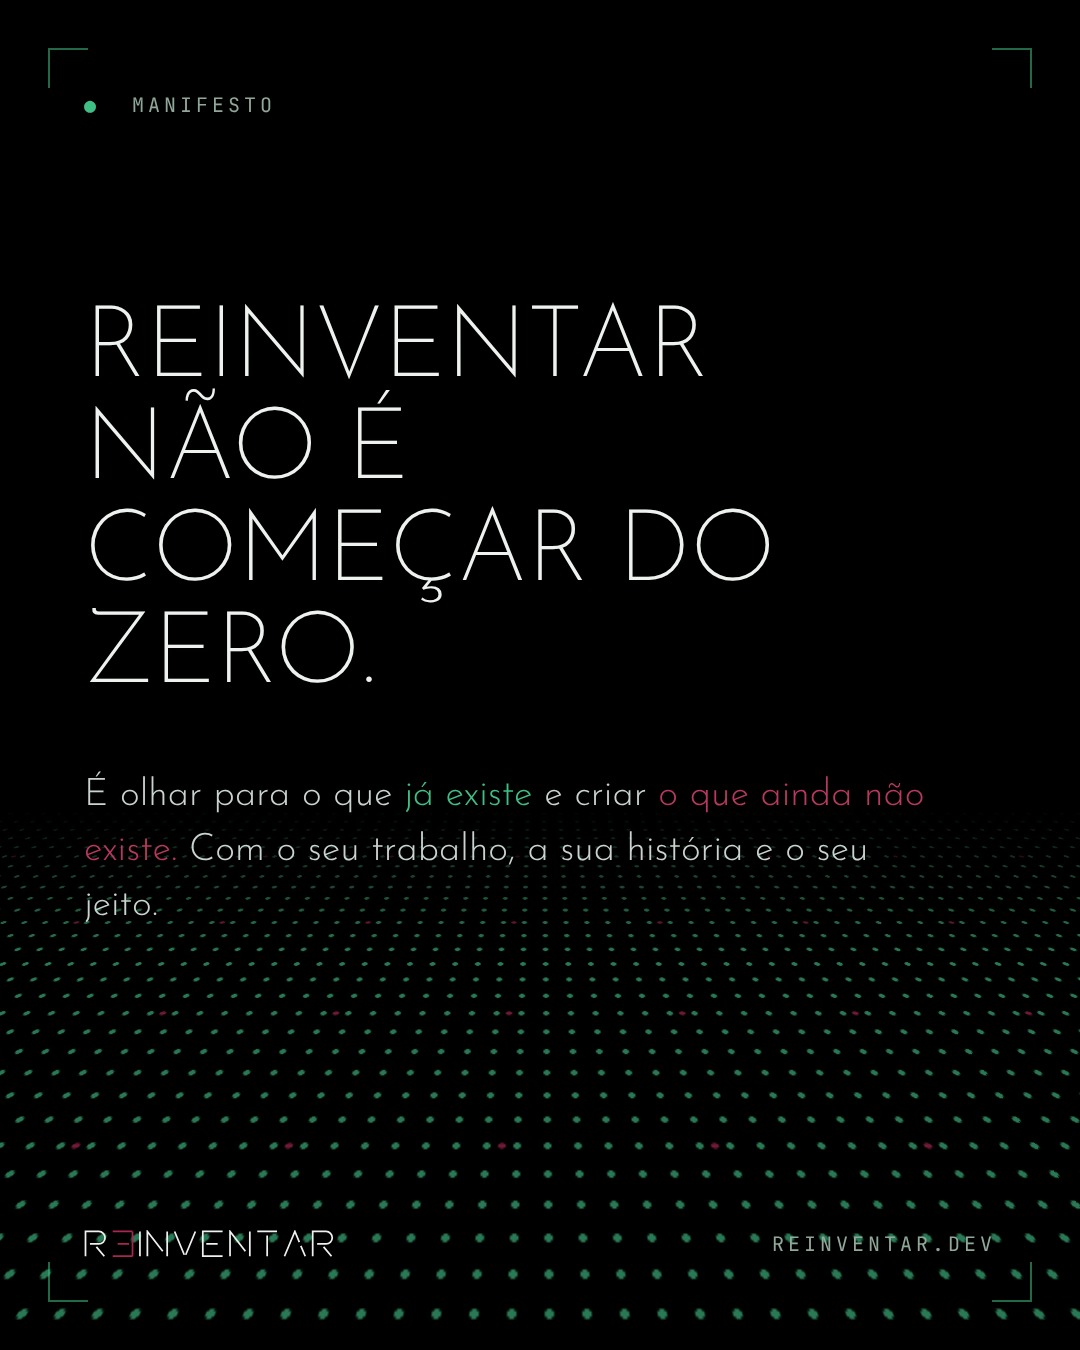 MANIFESTO
REINVENTAR
NÃO É
COMEÇAR DO
ZERO.
É olhar para o que já existe e criar o que ainda não
existe. Com o seu trabalho, a sua história e o seu
jeito.
REINVENTAR
REINVENTAR.DEV